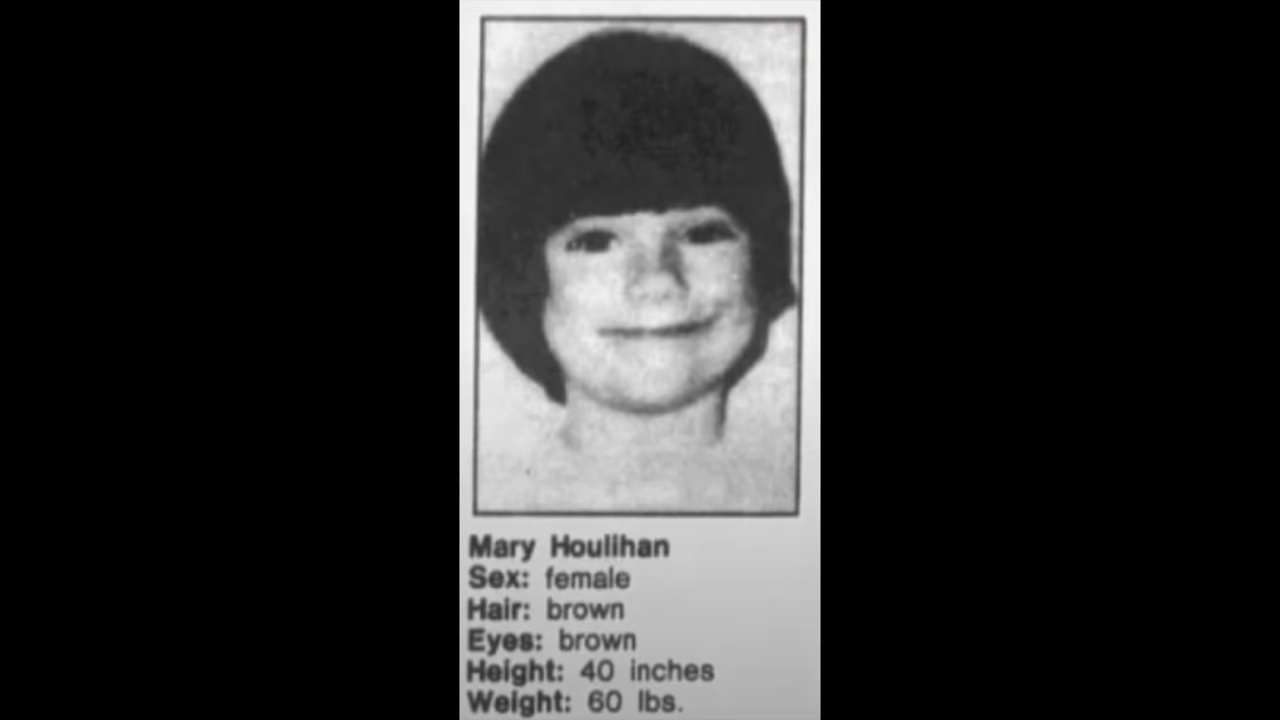 Mary Houlihan
Sex: female
Hair: brown
Eyes: brown
Height: 40 inches
Weight: 60 lbs.